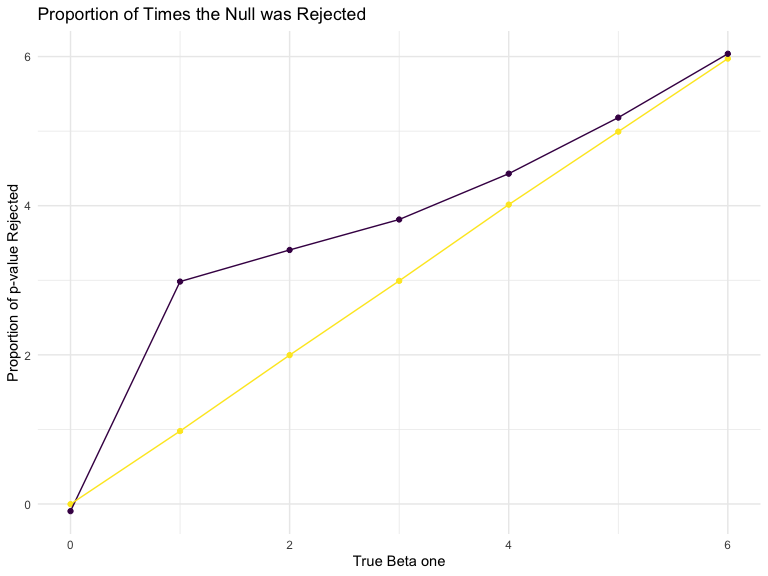 Proportion of Times the Null was Rejected
Proportion of p-value Rejected
6
4
2
0
0 2 4 6
True Beta one